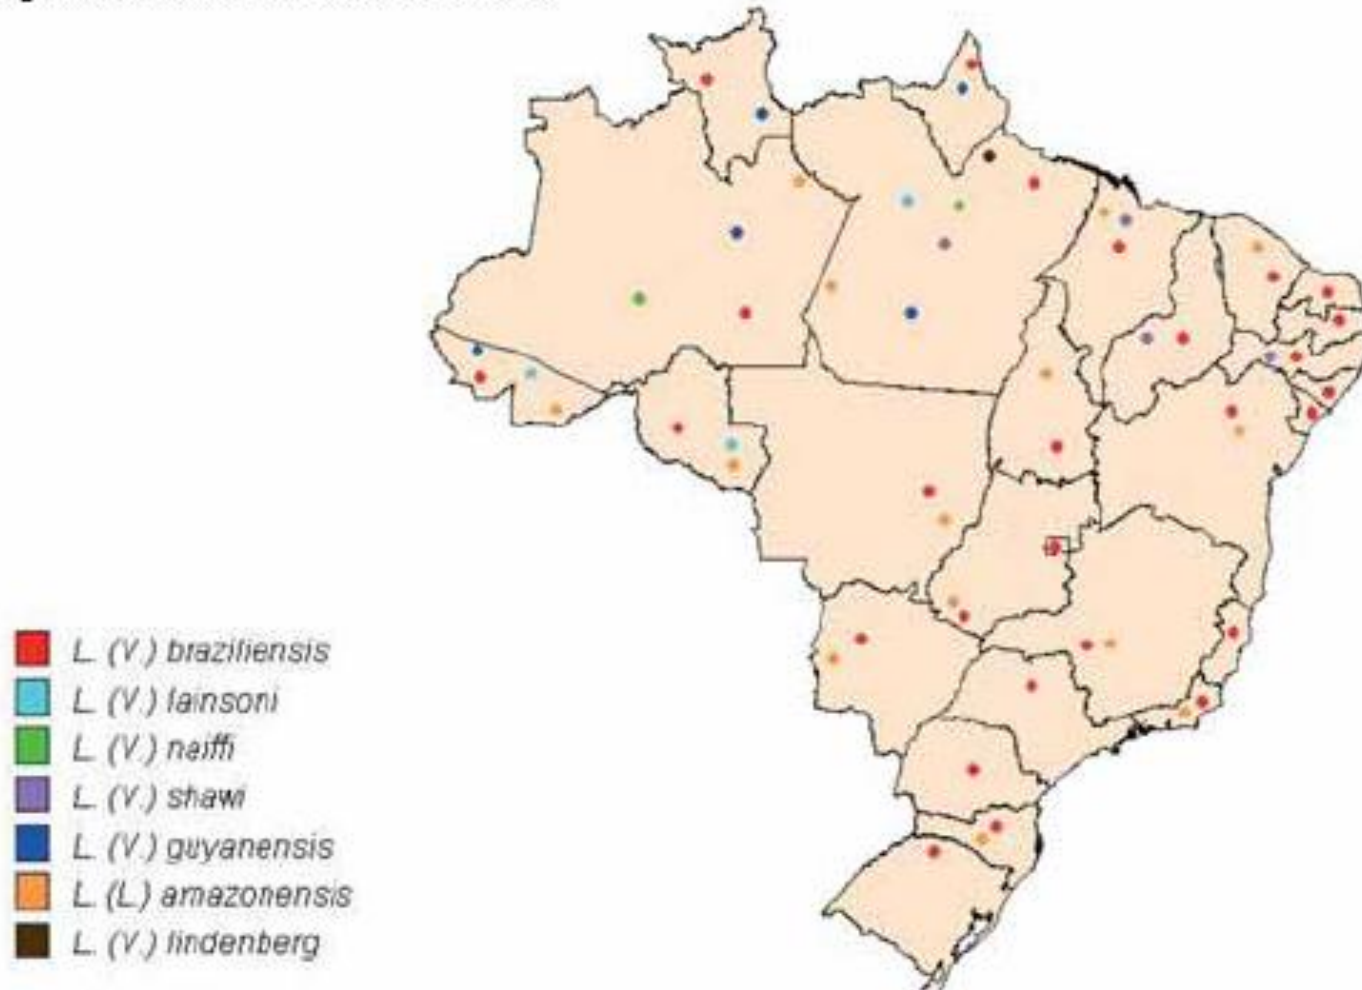 L. (V.) braziliensis
L. (V.) lainsoni
L. (V.) naiffi
L. (V.) shawi
L. (V.) guyanensis
L. (L) amazonensis
L. (V.) lindenberg